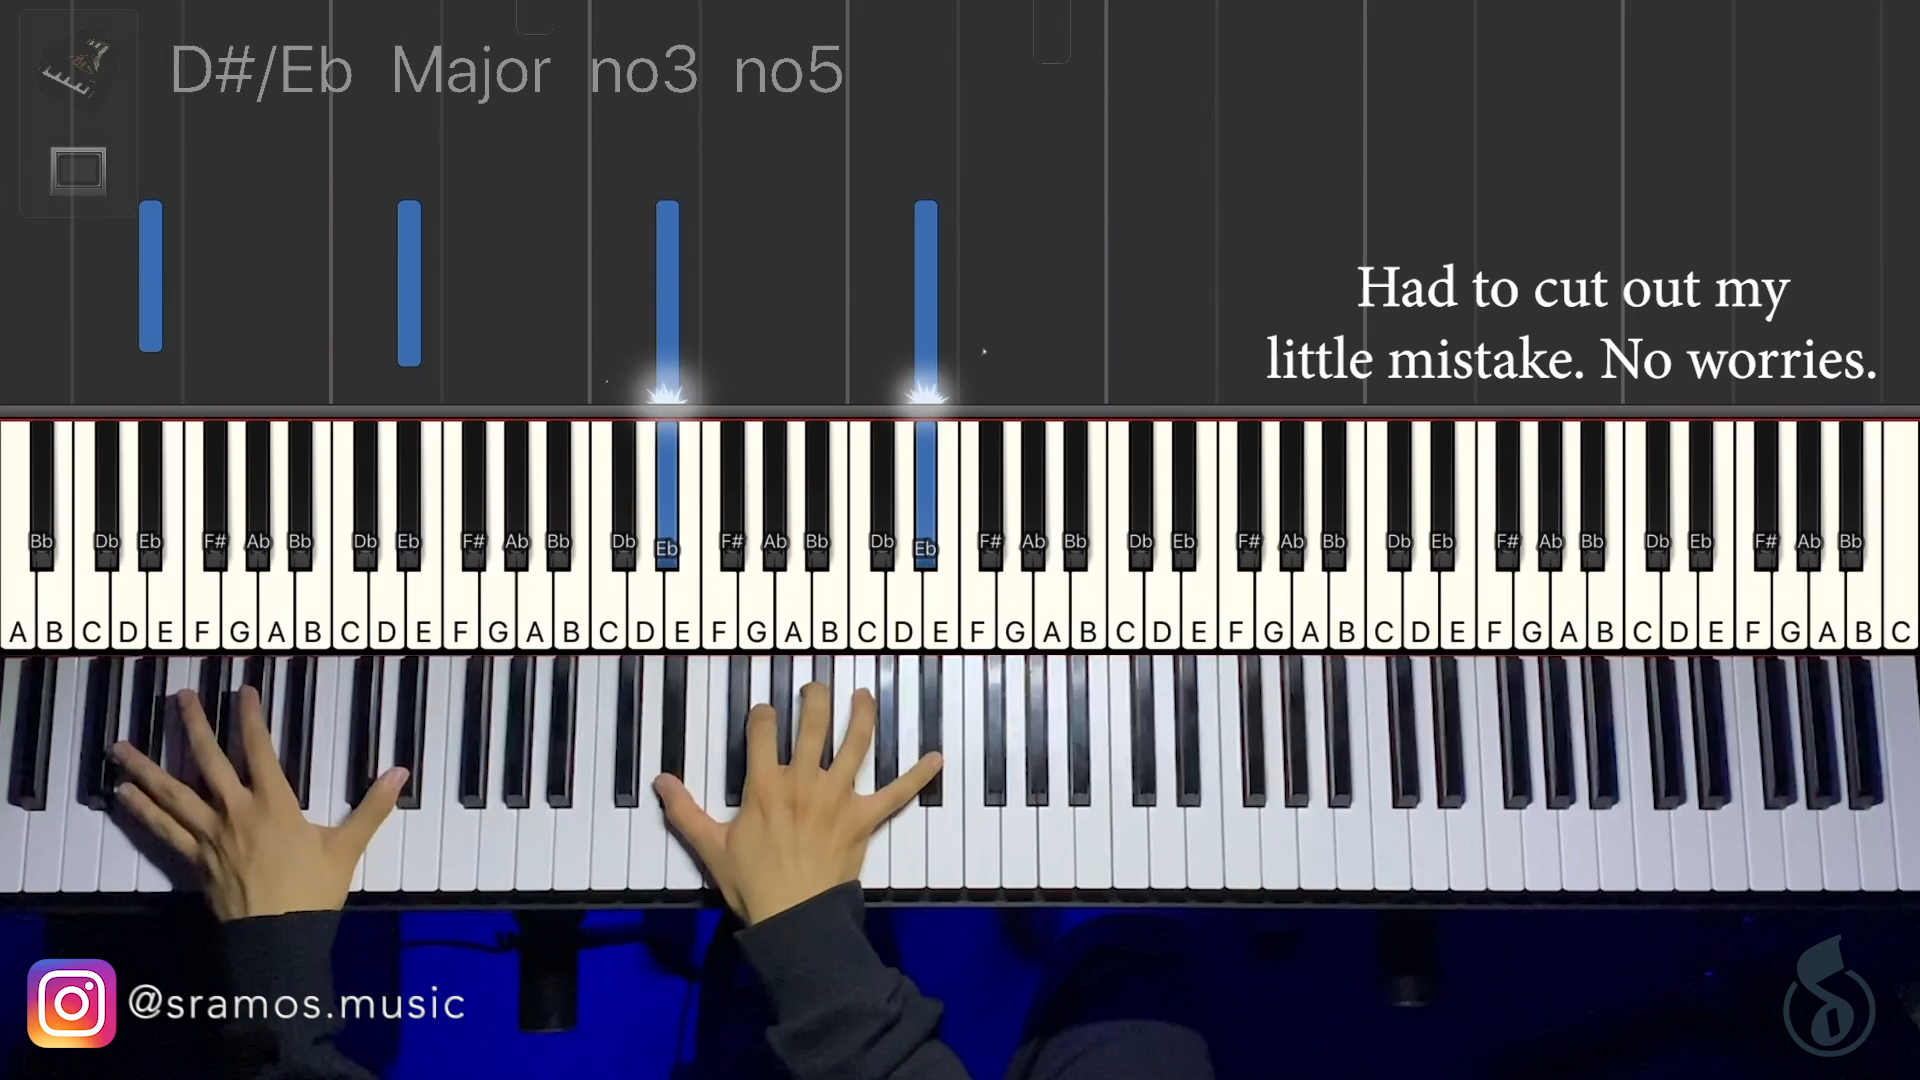 D#/Eb Major no3 no5
Had to cut out my
little mistake. No worries.
Bb Db Eb F# Ab Bb Db Eb F# Ab Bb Db Eb F# Ab Bb Db Eb F# Ab Bb Db Eb F# Ab Bb Db Eb F# Ab Bb Db Eb F# Ab Bb
A B C D E F G A B C D E F G A B C D E F G A B C D E F G A B C D E F G A B C D E F G A B C D E F G A B C
@sramos.music